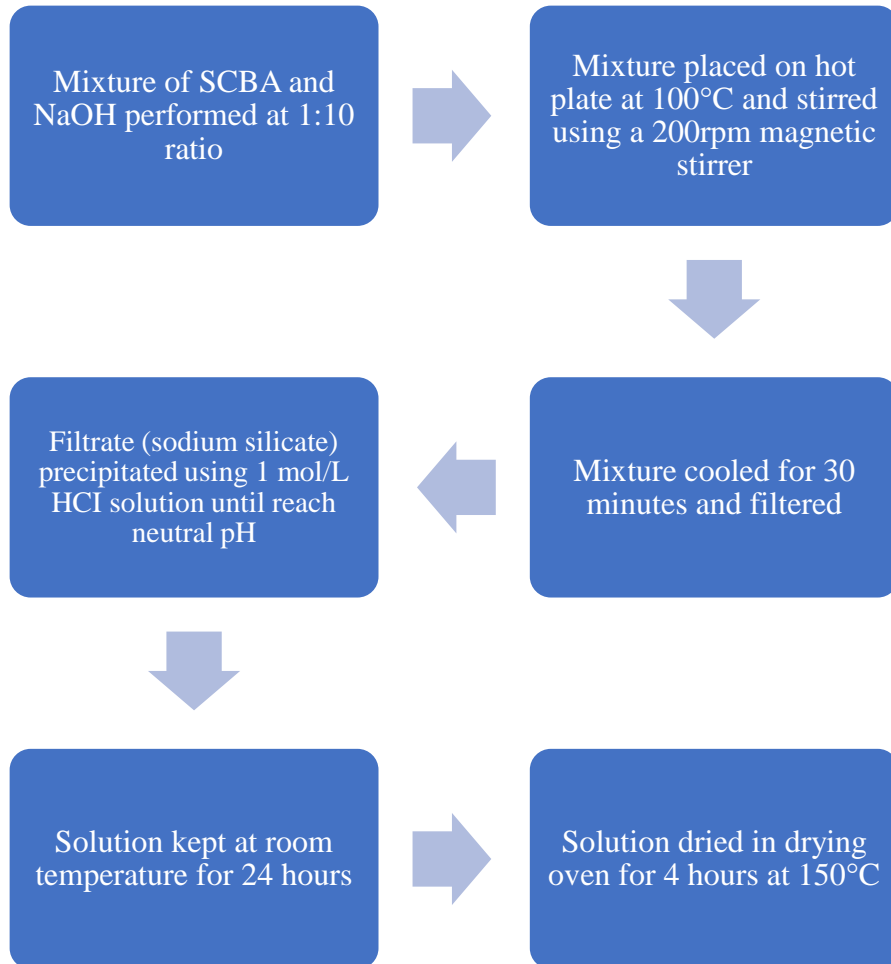 Mixture of SCBA and
NaOH performed at 1:10
ratio
Mixture placed on hot
plate at 100°C and stirred
using a 200rpm magnetic
stirrer
Mixture cooled for 30
minutes and filtered
Filtrate (sodium silicate)
precipitated using 1 mol/L
HCI solution until reach
neutral pH
Solution kept at room
temperature for 24 hours
Solution dried in drying
oven for 4 hours at 150°C